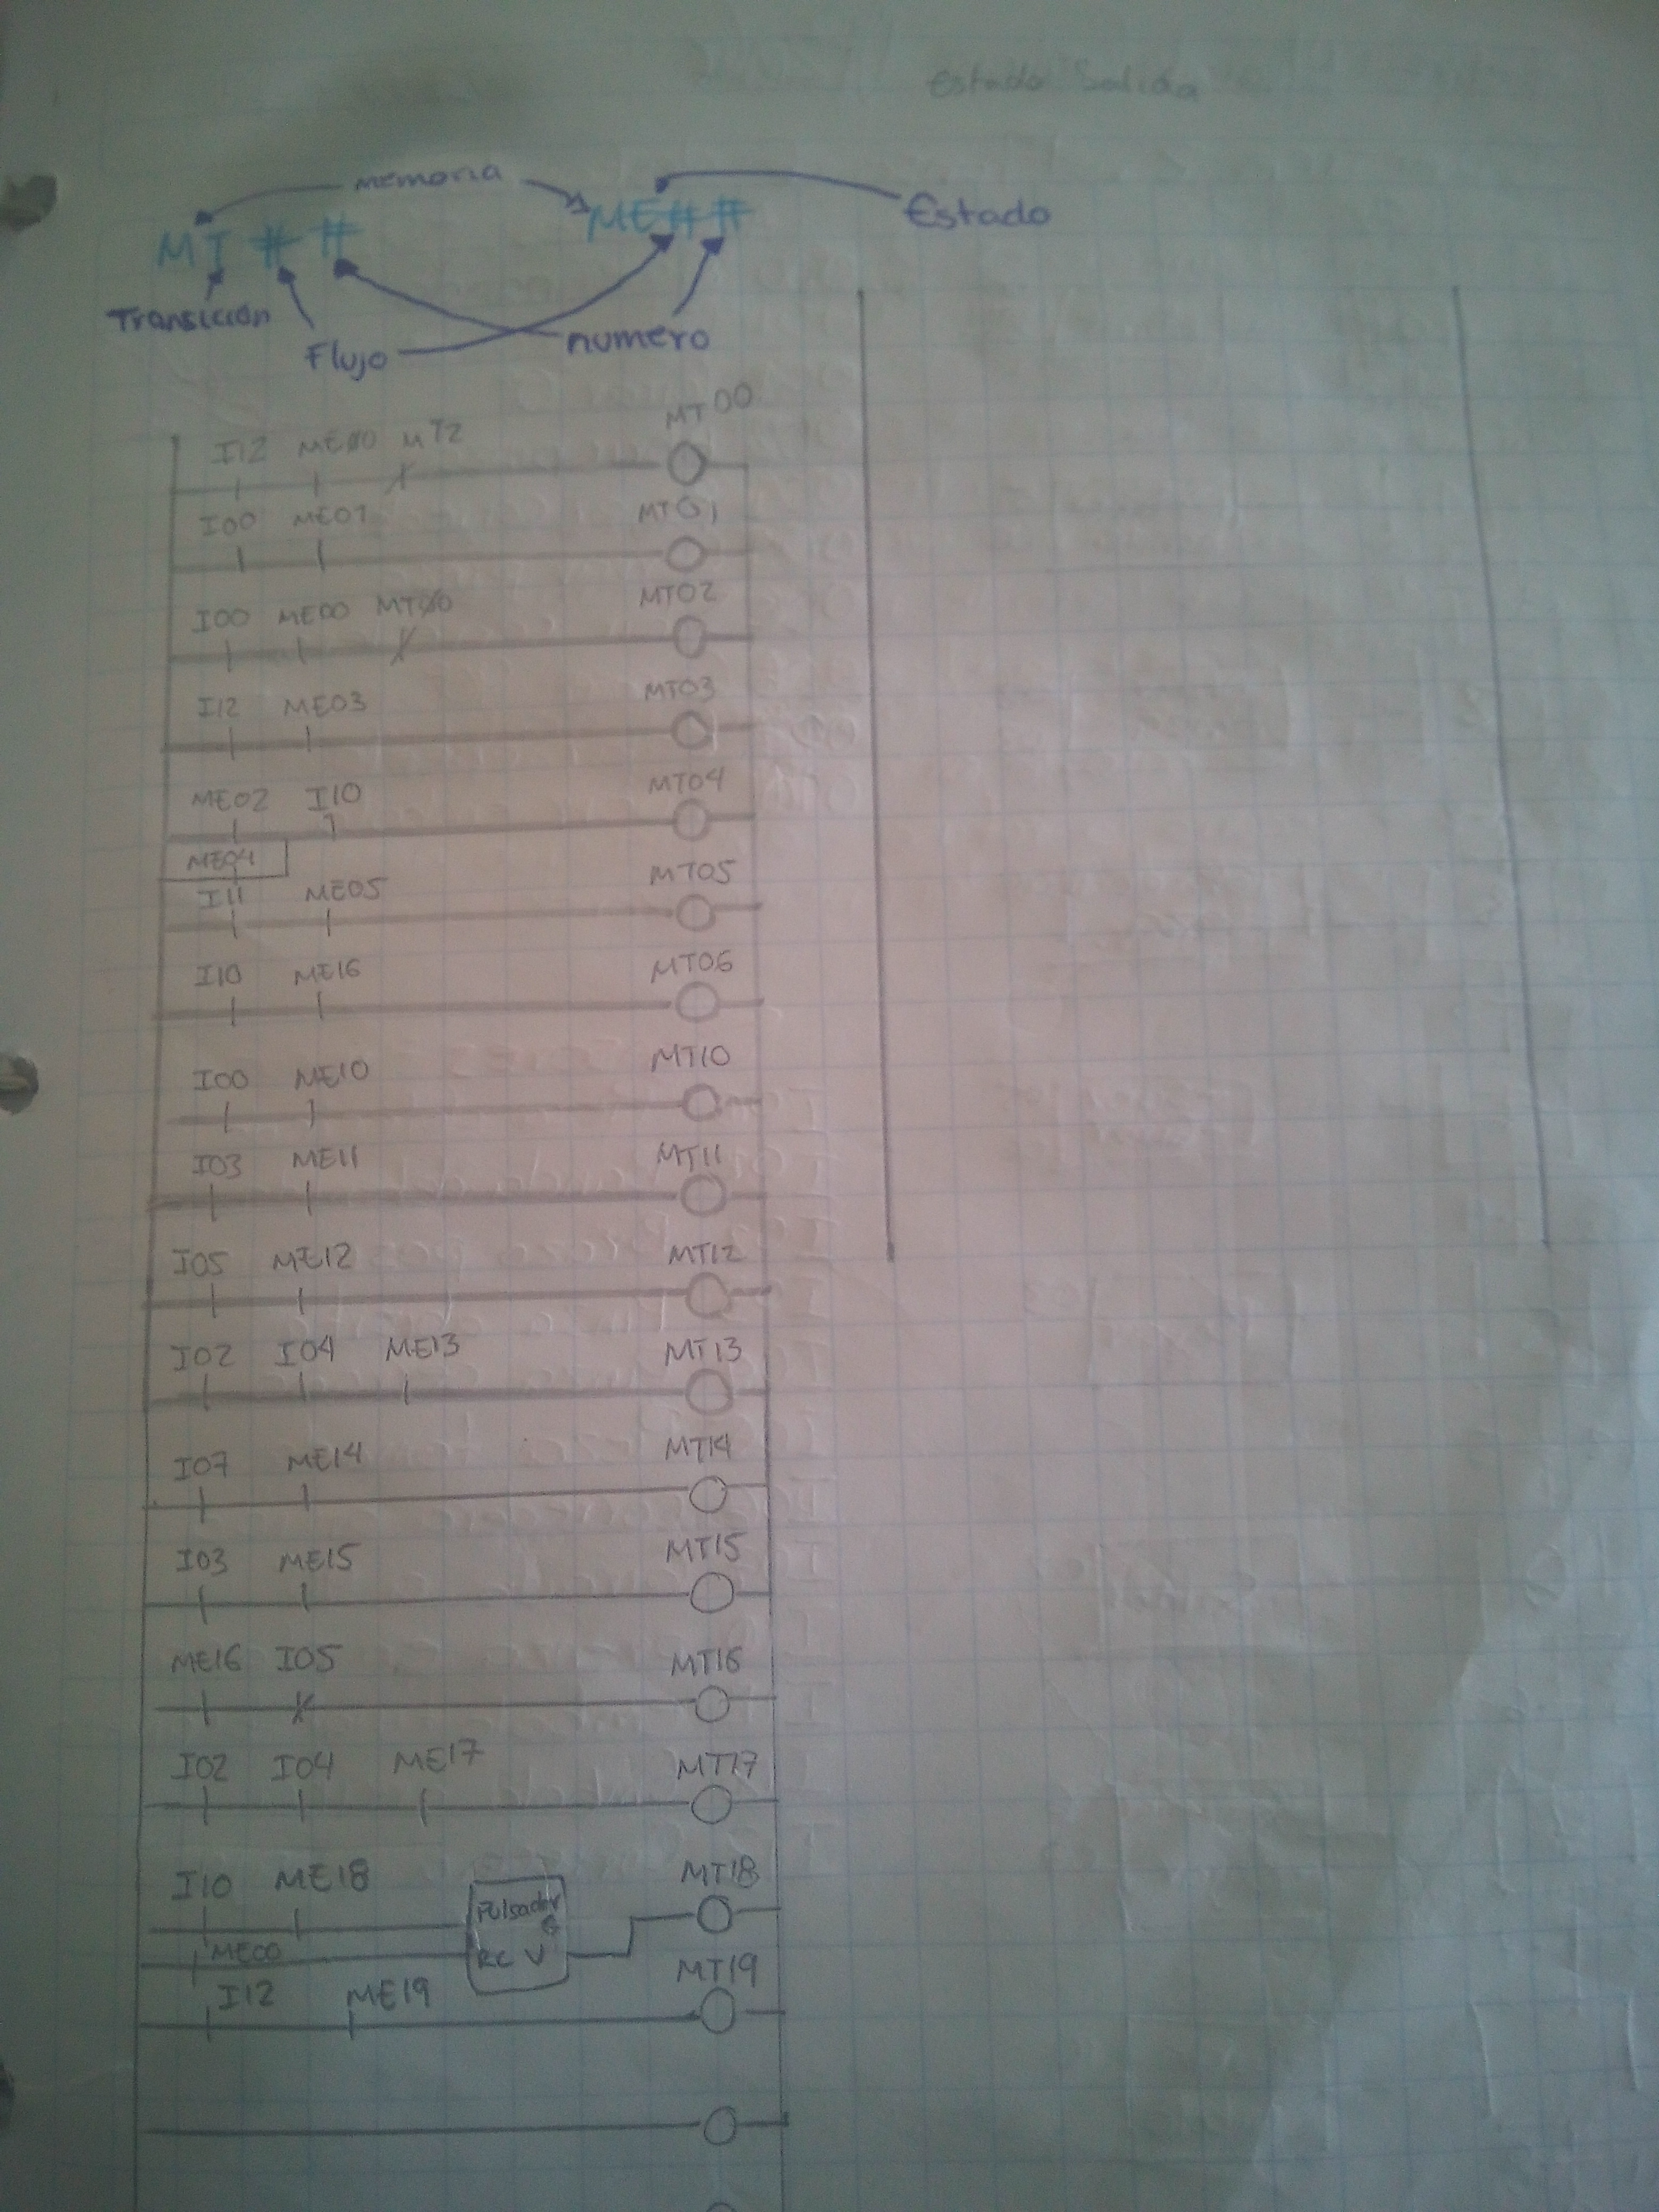 Estado Salida
memoria
MT # # ME # # Estado
Transición
Flujo numero
I12 ME00 MT2 MT00
I00 ME01 MT01
I00 ME00 MT00 MT02
I12 ME03 MT03
ME02 I10 MT04
ME04
I11 ME05 MT05
I10 ME16 MT06
I00 ME10 MT10
I03 ME11 MT11
I05 ME12 MT12
I02 I04 ME13 MT13
I07 ME14 MT14
I03 ME15 MT15
ME16 I05 MT16
I02 I04 ME17 MT17
I10 ME18 Pulsador MT18
G
ME00 RC V
I12 ME19 MT19